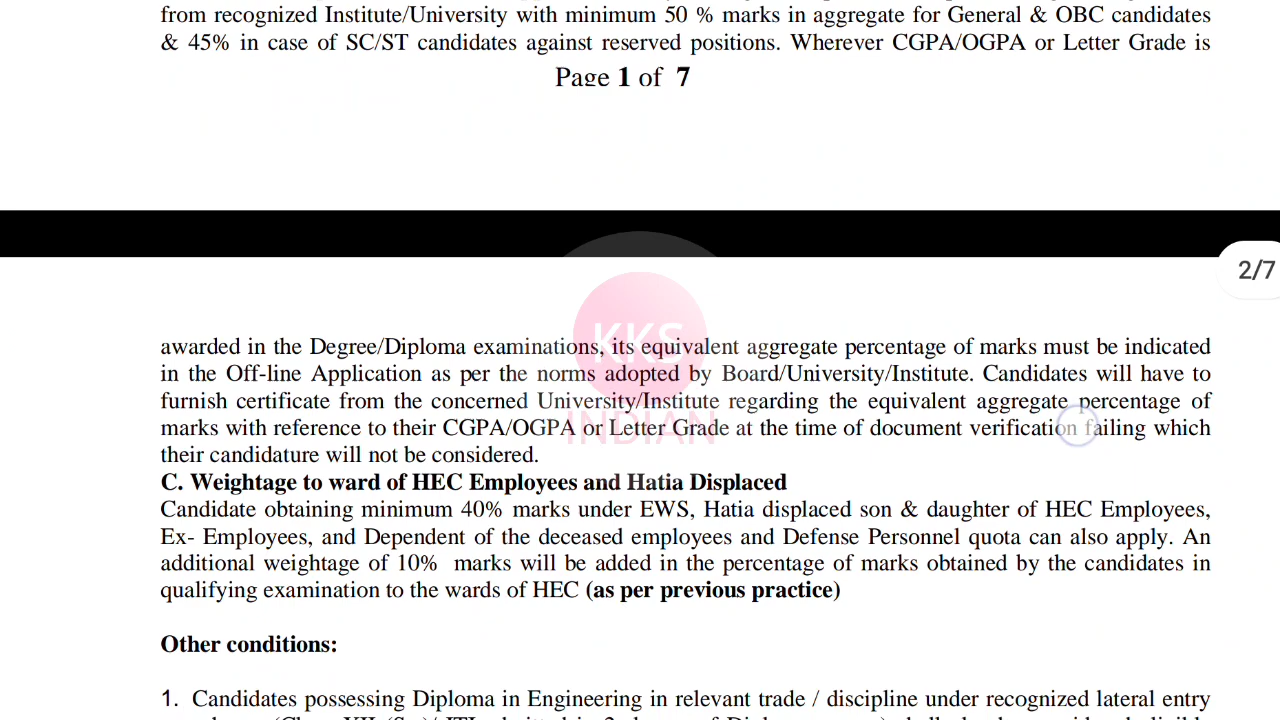 from recognized Institute/University with minimum 50 % marks in aggregate for General & OBC candidates
& 45% in case of SC/ST candidates against reserved positions. Wherever CGPA/OGPA or Letter Grade is
Page 1 of 7
2/7
KKS
INDIAN
awarded in the Degree/Diploma examinations, its equivalent aggregate percentage of marks must be indicated
in the Off-line Application as per the norms adopted by Board/University/Institute. Candidates will have to
furnish certificate from the concerned University/Institute regarding the equivalent aggregate percentage of
marks with reference to their CGPA/OGPA or Letter Grade at the time of document verification failing which
their candidature will not be considered.
C. Weightage to ward of HEC Employees and Hatia Displaced
Candidate obtaining minimum 40% marks under EWS, Hatia displaced son & daughter of HEC Employees,
Ex- Employees, and Dependent of the deceased employees and Defense Personnel quota can also apply. An
additional weightage of 10% marks will be added in the percentage of marks obtained by the candidates in
qualifying examination to the wards of HEC (as per previous practice)
Other conditions:
1. Candidates possessing Diploma in Engineering in relevant trade / discipline under recognized lateral entry